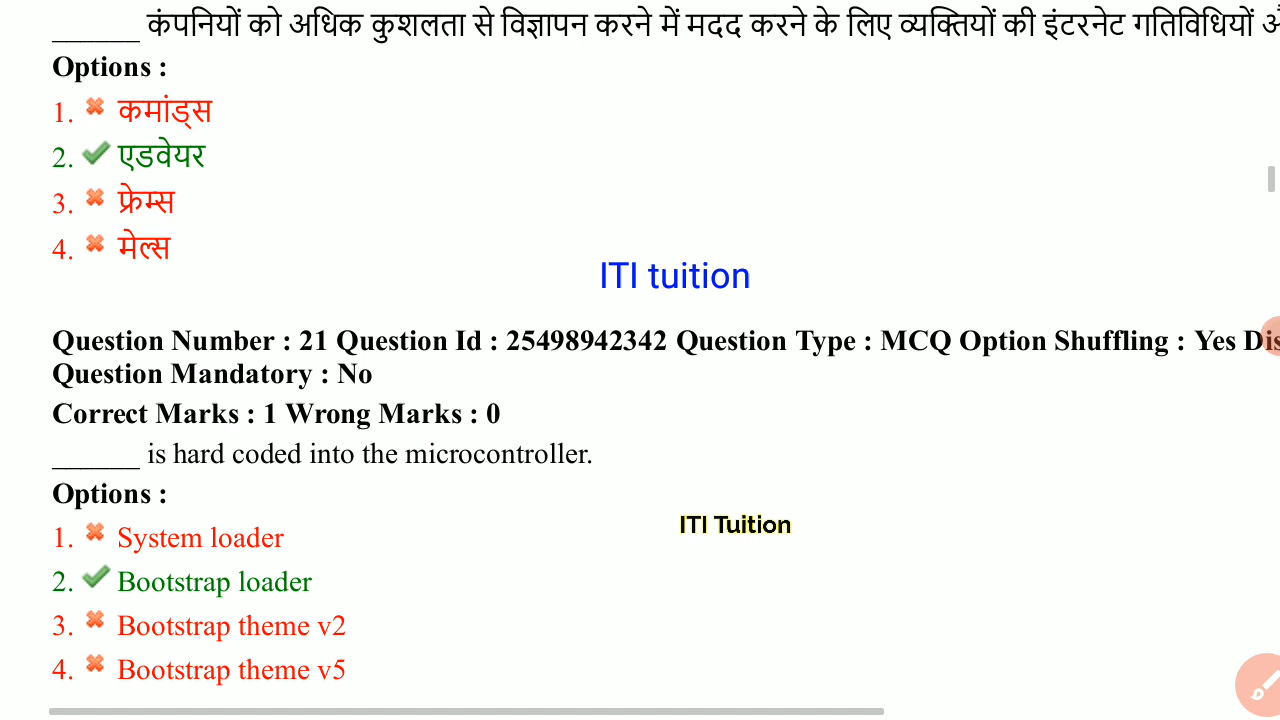 ______ कंपनियों को अधिक कुशलता से विज्ञापन करने में मदद करने के लिए व्यक्तियों की इंटरनेट गतिविधियों
Options :
1. कमांड्स
2. एडवेयर
3. फ्रेम्स
4. मेल्स
ITI tuition
Question Number : 21 Question Id : 25498942342 Question Type : MCQ Option Shuffling : Yes Dis
Question Mandatory : No
Correct Marks : 1 Wrong Marks : 0
______ is hard coded into the microcontroller.
Options :
ITI Tuition
1. System loader
2. Bootstrap loader
3. Bootstrap theme v2
4. Bootstrap theme v5